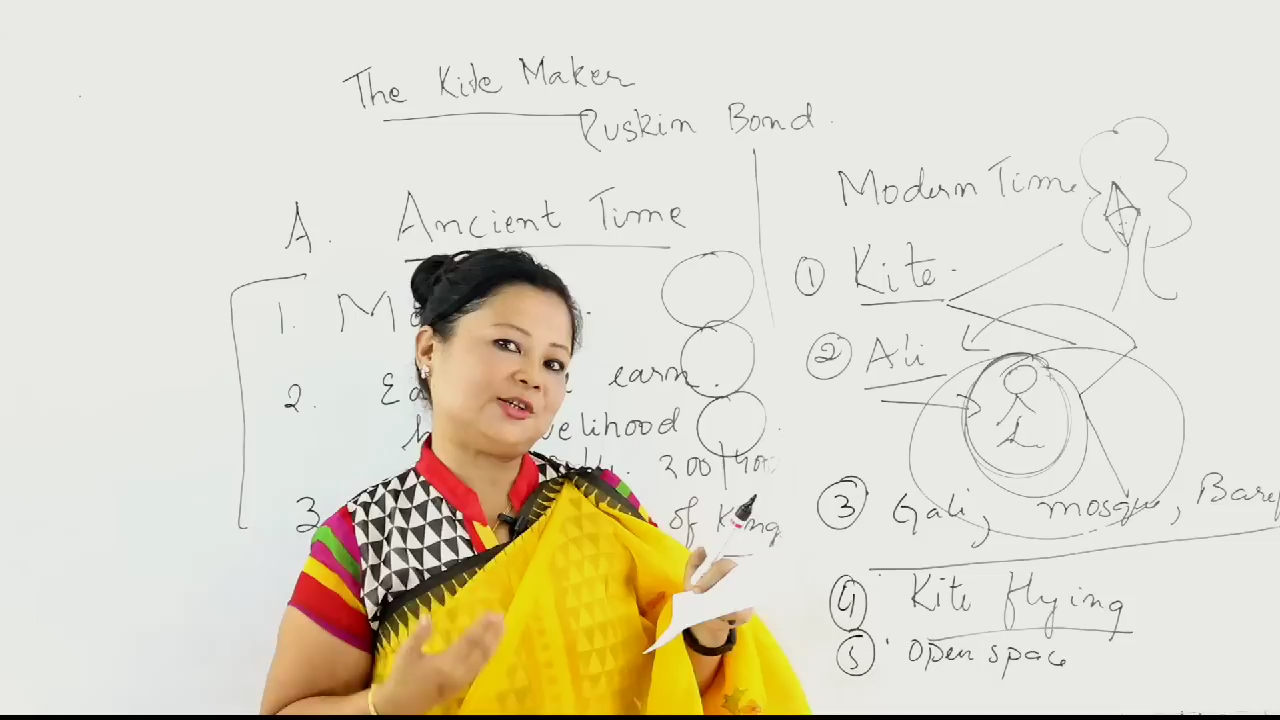 The Kite Maker
Ruskin Bond.
A. Ancient Time
1.
2. earn.
livelihood
200/
3 of King
Modern Time
① Kite.
② Ali
③ Gali, mosque,
④ Kite flying
⑤ open space